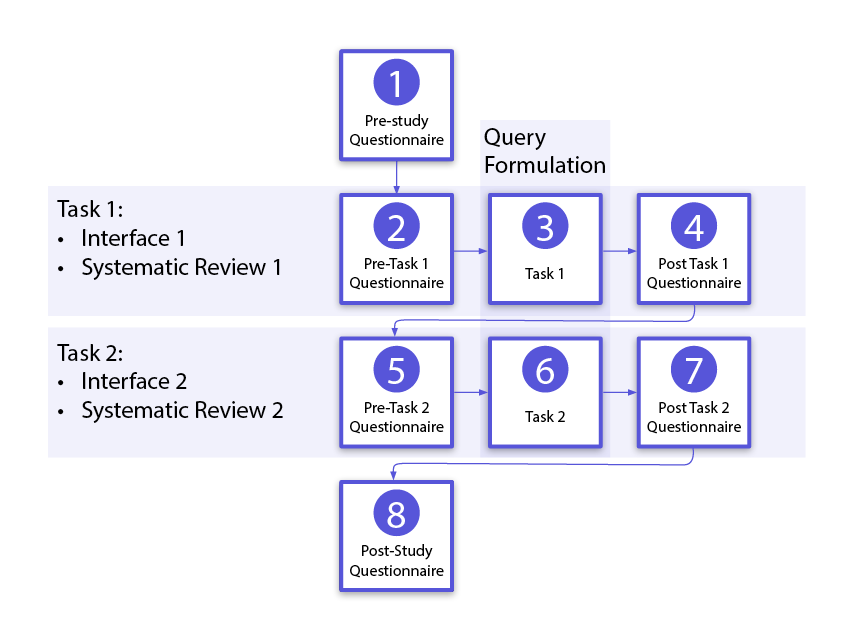 1
Pre-study
Questionnaire
Query
Formulation
Task 1:
• Interface 1
• Systematic Review 1
2
Pre-Task 1
Questionnaire
3
Task 1
4
Post Task 1
Questionnaire
Task 2:
• Interface 2
• Systematic Review 2
5
Pre-Task 2
Questionnaire
6
Task 2
7
Post Task 2
Questionnaire
8
Post-Study
Questionnaire